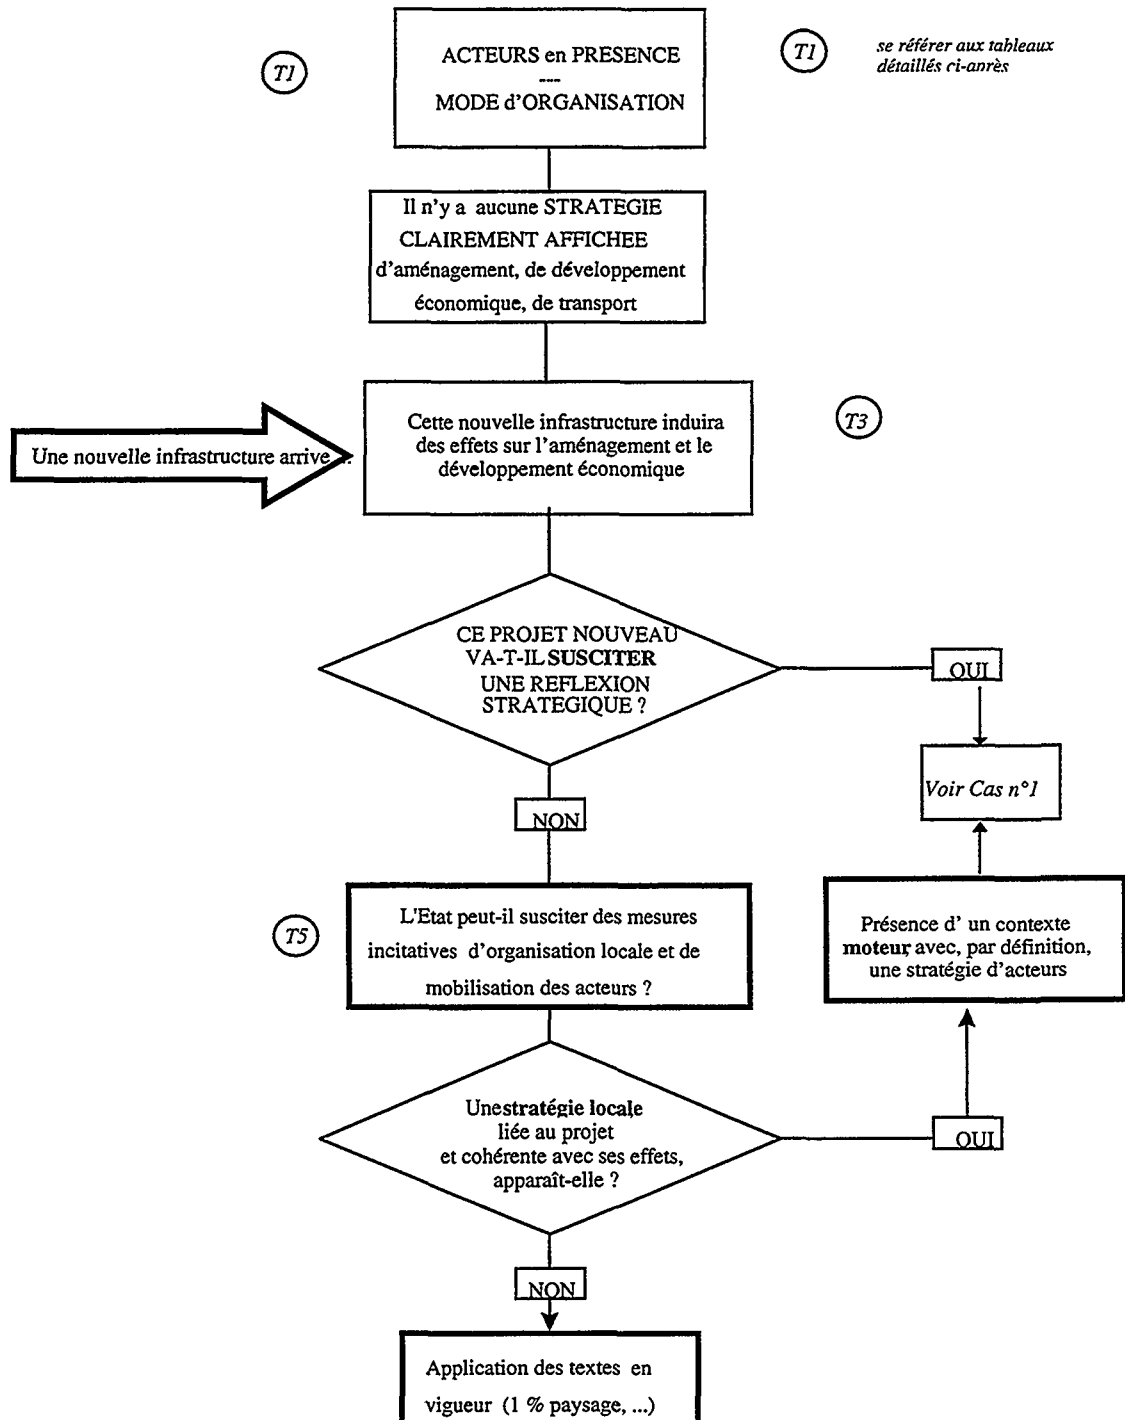 T1
ACTEURS en PRESENCE
----
MODE d'ORGANISATION
T1
se référer aux tableaux
détaillés ci-après
Il n'y a aucune STRATEGIE
CLAIREMENT AFFICHEE
d'aménagement, de développement
économique, de transport
Une nouvelle infrastructure arrive ...
Cette nouvelle infrastructure induira
des effets sur l'aménagement et le
développement économique
T3
CE PROJET NOUVEAU
VA-T-IL SUSCITER
UNE REFLEXION
STRATEGIQUE ?
OUI
Voir Cas n°1
NON
T5
L'Etat peut-il susciter des mesures
incitatives d'organisation locale et de
mobilisation des acteurs ?
Présence d' un contexte
moteur, avec, par définition,
une stratégie d'acteurs
Une stratégie locale,
liée au projet
et cohérente avec ses effets,
apparaît-elle ?
OUI
NON
Application des textes en
vigueur (1 % paysage, ...)